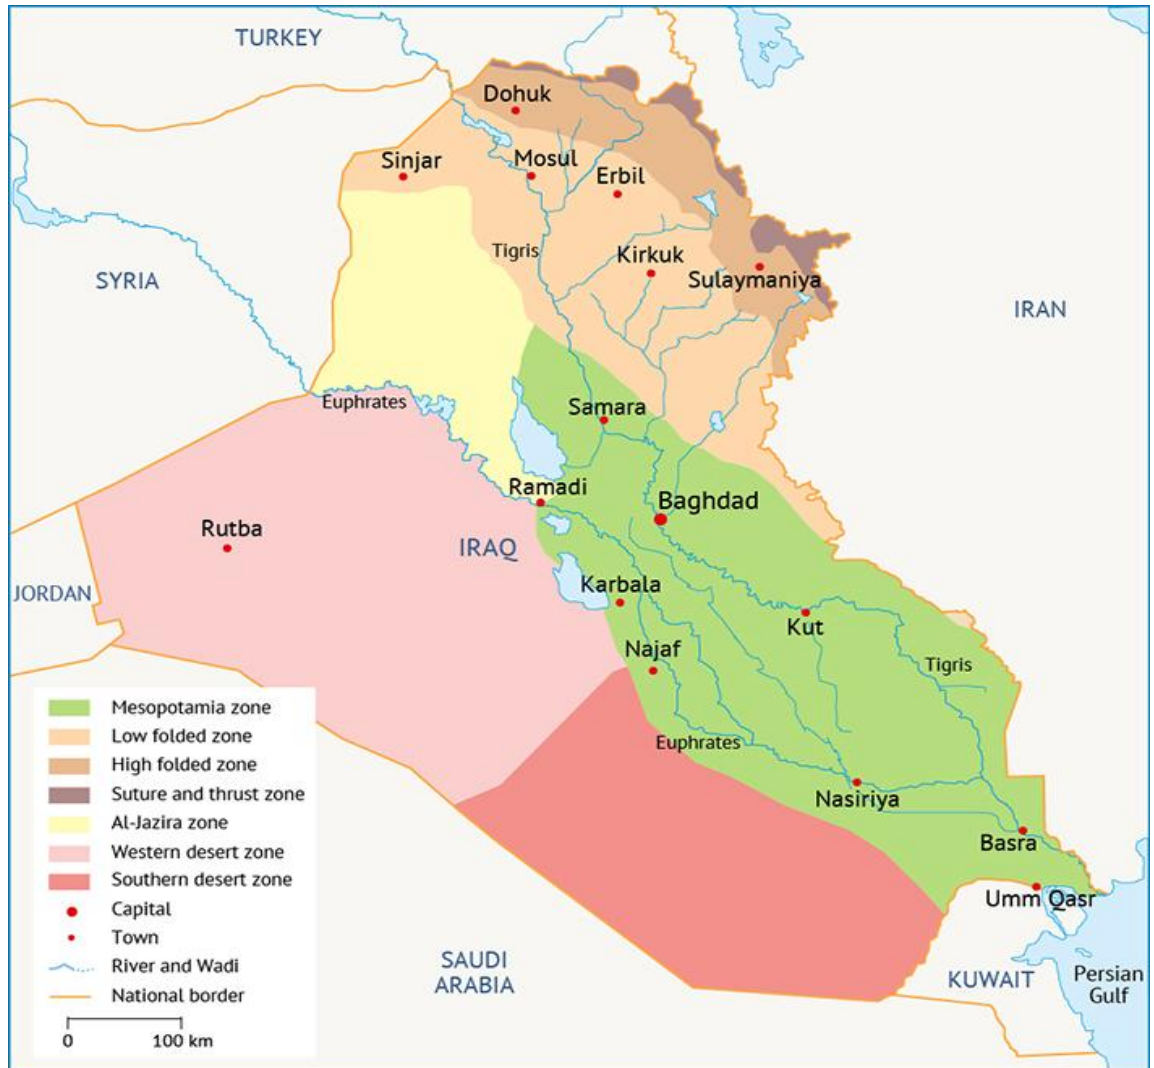 TURKEY
Dohuk
Sinjar
Mosul
Erbil
Tigris
Kirkuk
Sulaymaniya
SYRIA
IRAN
Euphrates
Samara
Ramadi
Baghdad
Rutba
IRAQ
JORDAN
Karbala
Kut
Najaf
Tigris
Euphrates
Nasiriya
Basra
Umm Qasr
SAUDI
ARABIA
KUWAIT
Persian
Gulf
Mesopotamia zone
Low folded zone
High folded zone
Suture and thrust zone
Al-Jazira zone
Western desert zone
Southern desert zone
Capital
Town
River and Wadi
National border
0 100 km